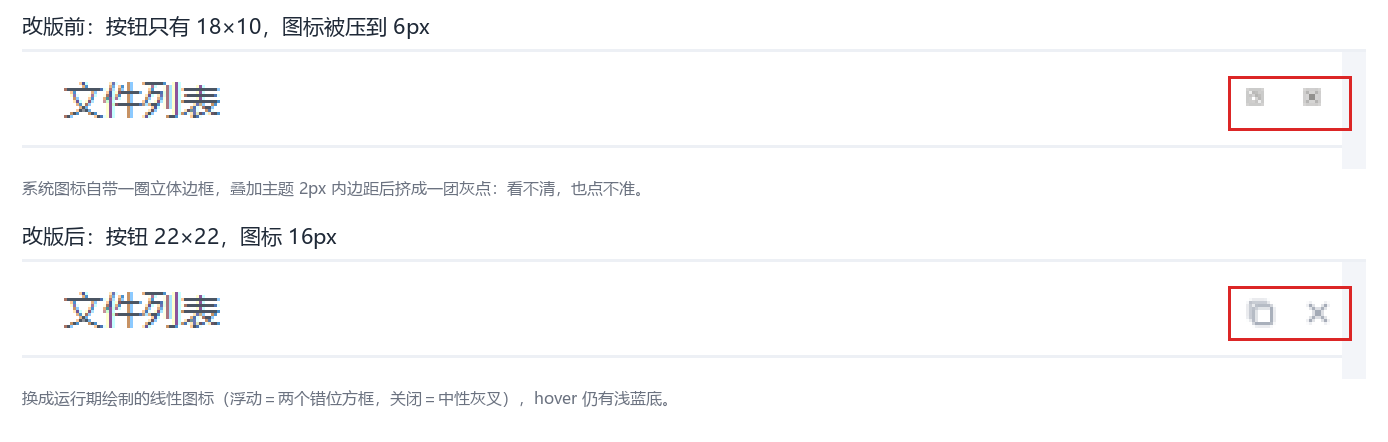 改版前：按钮只有 18×10，图标被压到 6px
文件列表
系统图标自带一圈立体边框，叠加主题 2px 内边距后挤成一团灰点：看不清，也点不准。
改版后：按钮 22×22，图标 16px
文件列表
换成运行期绘制的线性图标（浮动＝两个错位方框，关闭＝中性灰叉），hover 仍有浅蓝底。